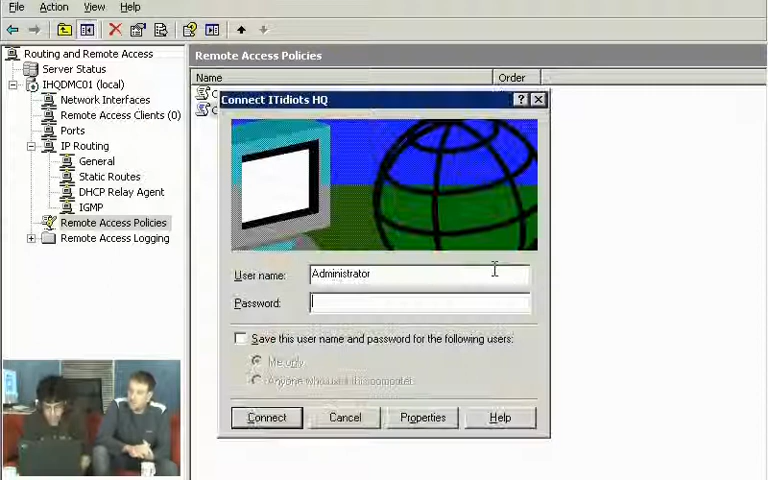 File Action View Help
Routing and Remote Access
Server Status
IHQDMC01 (local)
Network Interfaces
Remote Access Clients (0)
Ports
IP Routing
General
Static Routes
DHCP Relay Agent
IGMP
Remote Access Policies
Remote Access Logging
Remote Access Policies
Name Order
Connect ITidiots HQ
User name: Administrator
Password:
Save this user name and password for the following users:
Me only
Anyone who uses this computer
Connect Cancel Properties Help